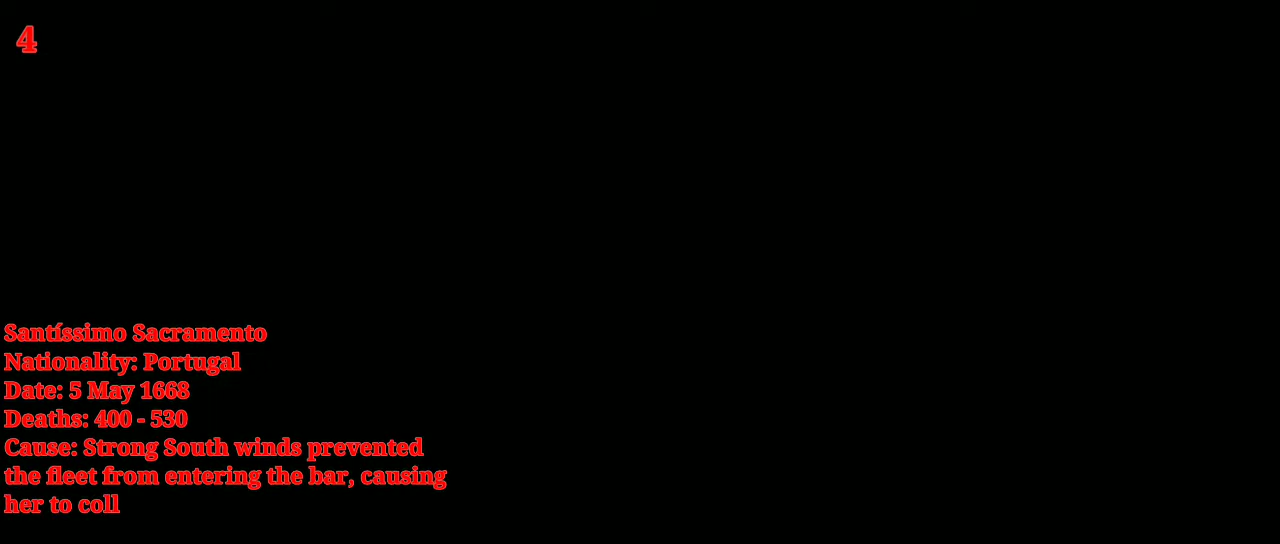 4
Santíssimo Sacramento
Nationality: Portugal
Date: 5 May 1668
Deaths: 400 - 530
Cause: Strong South winds prevented
the fleet from entering the bar, causing
her to coll